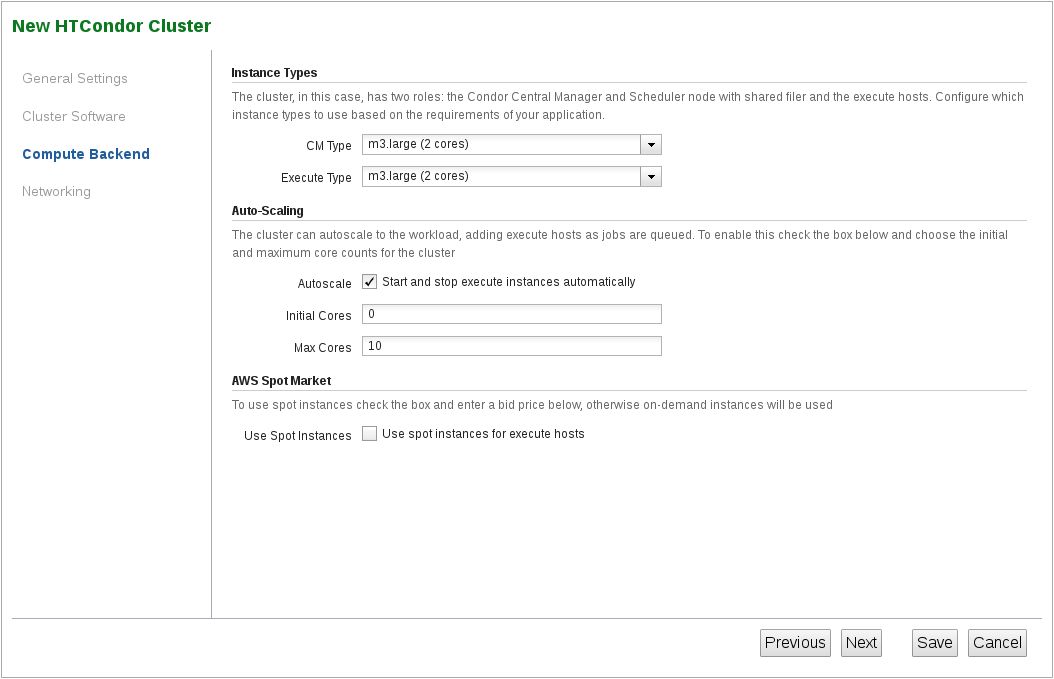 New HTCondor Cluster
General Settings
Cluster Software
Compute Backend
Networking
Instance Types
The cluster, in this case, has two roles: the Condor Central Manager and Scheduler node with shared filer and the execute hosts. Configure which
instance types to use based on the requirements of your application.
CM Type m3.large (2 cores)
Execute Type m3.large (2 cores)
Auto-Scaling
The cluster can autoscale to the workload, adding execute hosts as jobs are queued. To enable this check the box below and choose the initial
and maximum core counts for the cluster
Autoscale Start and stop execute instances automatically
Initial Cores 0
Max Cores 10
AWS Spot Market
To use spot instances check the box and enter a bid price below, otherwise on-demand instances will be used
Use Spot Instances Use spot instances for execute hosts
Previous Next Save Cancel